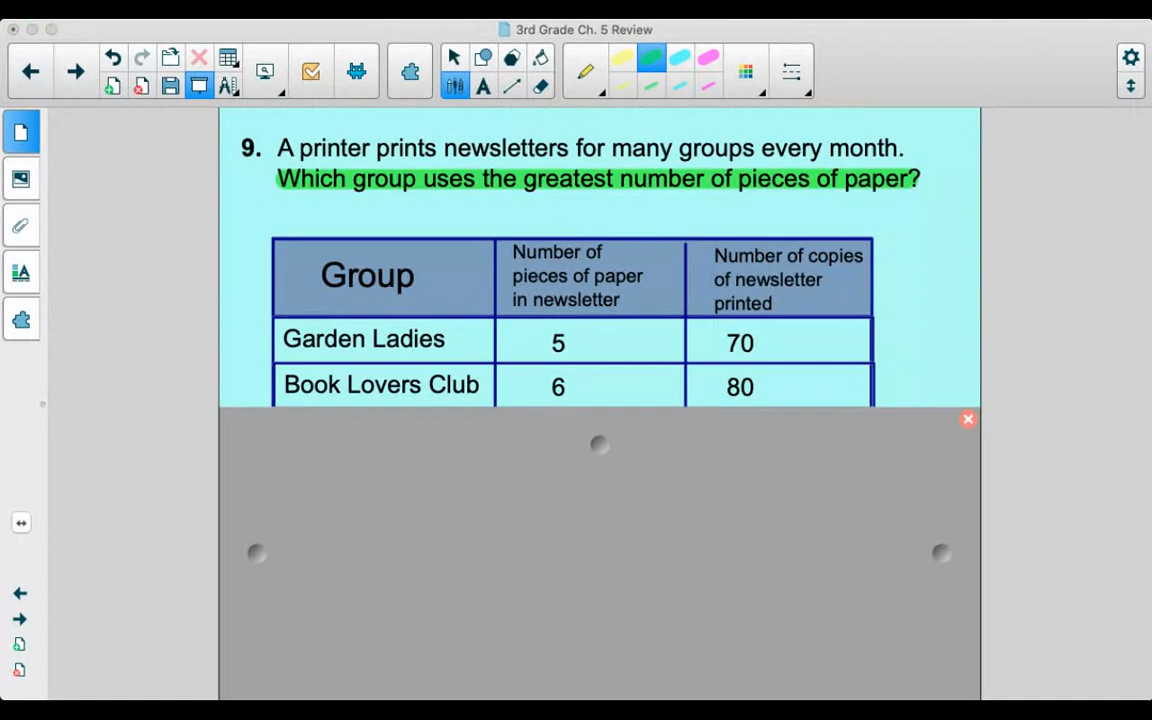 3rd Grade Ch. 5 Review
9. A printer prints newsletters for many groups every month.
Which group uses the greatest number of pieces of paper?
Group
Number of
pieces of paper
in newsletter
Number of copies
of newsletter
printed
Garden Ladies 5 70
Book Lovers Club 6 80